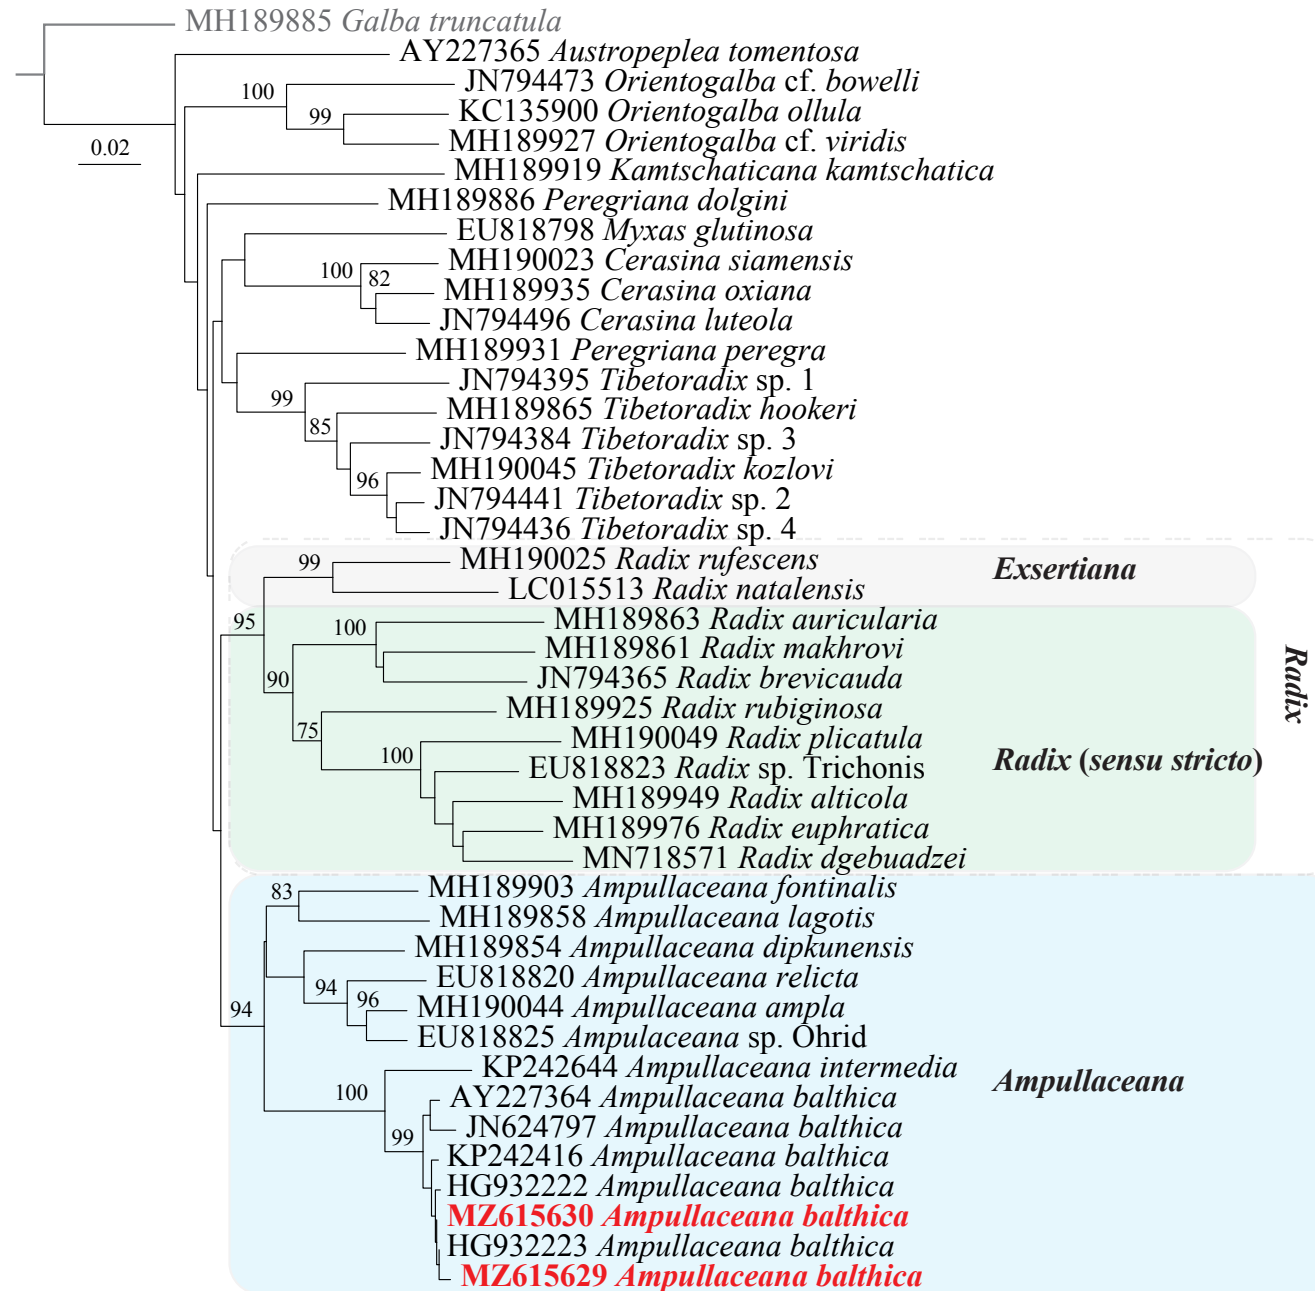 MH189885 Galba truncatula
AY227365 Austropeplea tomentosa
JN794473 Orientogalba cf. bowelli
100
KC135900 Orientogalba ollula
99
MH189927 Orientogalba cf. viridis
0.02
MH189919 Kamtschaticana kamtschatica
MH189886 Peregriana dolgini
EU818798 Myxas glutinosa
MH190023 Cerasina siamensis
100
82
MH189935 Cerasina oxiana
JN794496 Cerasina luteola
MH189931 Peregriana peregra
JN794395 Tibetoradix sp. 1
99
MH189865 Tibetoradix hookeri
85
JN794384 Tibetoradix sp. 3
MH190045 Tibetoradix kozlovi
96
JN794441 Tibetoradix sp. 2
JN794436 Tibetoradix sp. 4
99
MH190025 Radix rufescens
Exsertiana
LC015513 Radix natalensis
95
MH189863 Radix auricularia
100
MH189861 Radix makhrovi
90
JN794365 Radix brevicauda
Radix
MH189925 Radix rubiginosa
75
MH190049 Radix plicatula
100
EU818823 Radix sp. Trichonis
Radix (sensu stricto)
MH189949 Radix alticola
MH189976 Radix euphratica
MN718571 Radix dgebuadzei
83
MH189903 Ampullaceana fontinalis
MH189858 Ampullaceana lagotis
MH189854 Ampullaceana dipkunensis
94
EU818820 Ampullaceana relicta
96
MH190044 Ampullaceana ampla
94
EU818825 Ampulaceana sp. Ohrid
KP242644 Ampullaceana intermedia
Ampullaceana
100
AY227364 Ampullaceana balthica
JN624797 Ampullaceana balthica
99
KP242416 Ampullaceana balthica
HG932222 Ampullaceana balthica
MZ615630 Ampullaceana balthica
HG932223 Ampullaceana balthica
MZ615629 Ampullaceana balthica